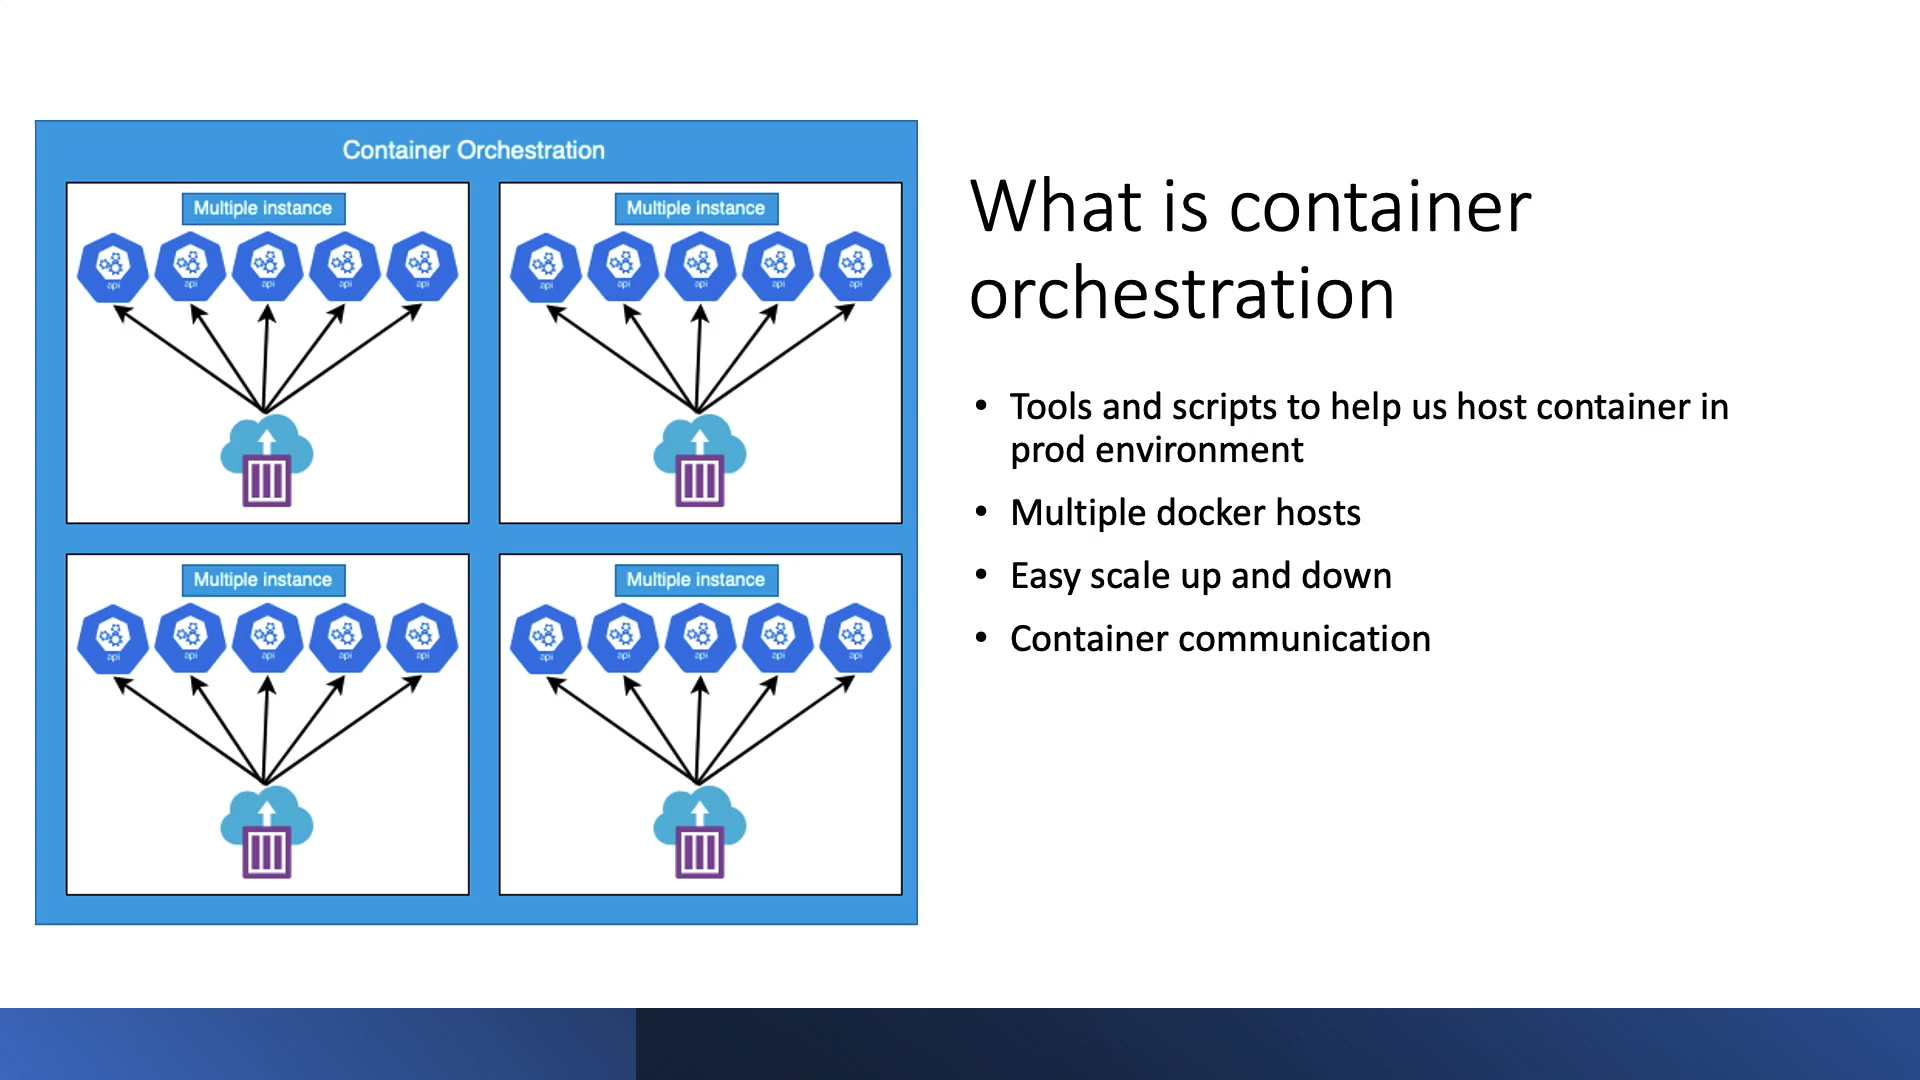 Container Orchestration
Multiple instance
api api api api api
Multiple instance
api api api api api
Multiple instance
api api api api api
Multiple instance
api api api api api
What is container
orchestration
• Tools and scripts to help us host container in
prod environment
• Multiple docker hosts
• Easy scale up and down
• Container communication